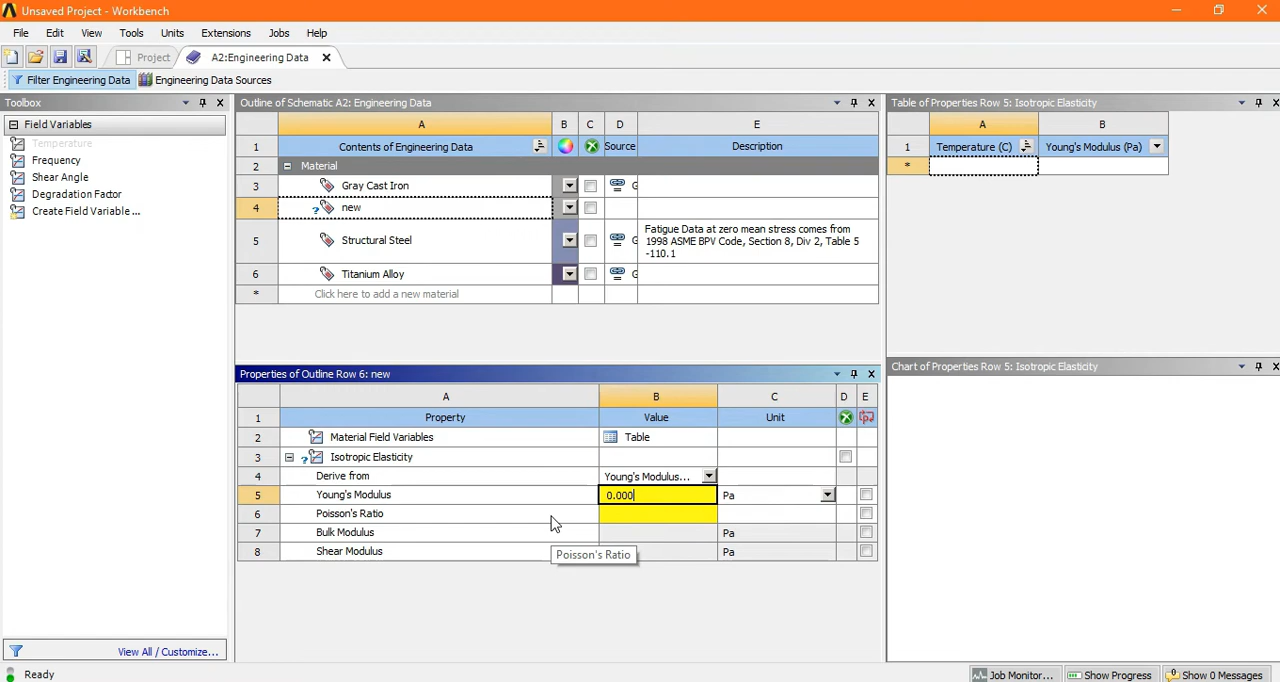 Unsaved Project - Workbench
File Edit View Tools Units Extensions Jobs Help
Project A2:Engineering Data
Filter Engineering Data Engineering Data Sources
Toolbox
Field Variables
Temperature
Frequency
Shear Angle
Degradation Factor
Create Field Variable ...
View All / Customize...
Outline of Schematic A2: Engineering Data
A B C D E
1 Contents of Engineering Data Source Description
2 Material
3 Gray Cast Iron G
4 ? new
5 Structural Steel G Fatigue Data at zero mean stress comes from
1998 ASME BPV Code, Section 8, Div 2, Table 5
-110.1
6 Titanium Alloy G
* Click here to add a new material
Properties of Outline Row 6: new
A B C D E
1 Property Value Unit
2 Material Field Variables Table
3 ? Isotropic Elasticity
4 Derive from Young's Modulus...
5 Young's Modulus 0.000 Pa
6 Poisson's Ratio
7 Bulk Modulus Pa
8 Shear Modulus Pa
Poisson's Ratio
Table of Properties Row 5: Isotropic Elasticity
A B
1 Temperature (C) Young's Modulus (Pa)
*
Chart of Properties Row 5: Isotropic Elasticity
Ready
Job Monitor... Show Progress Show 0 Messages